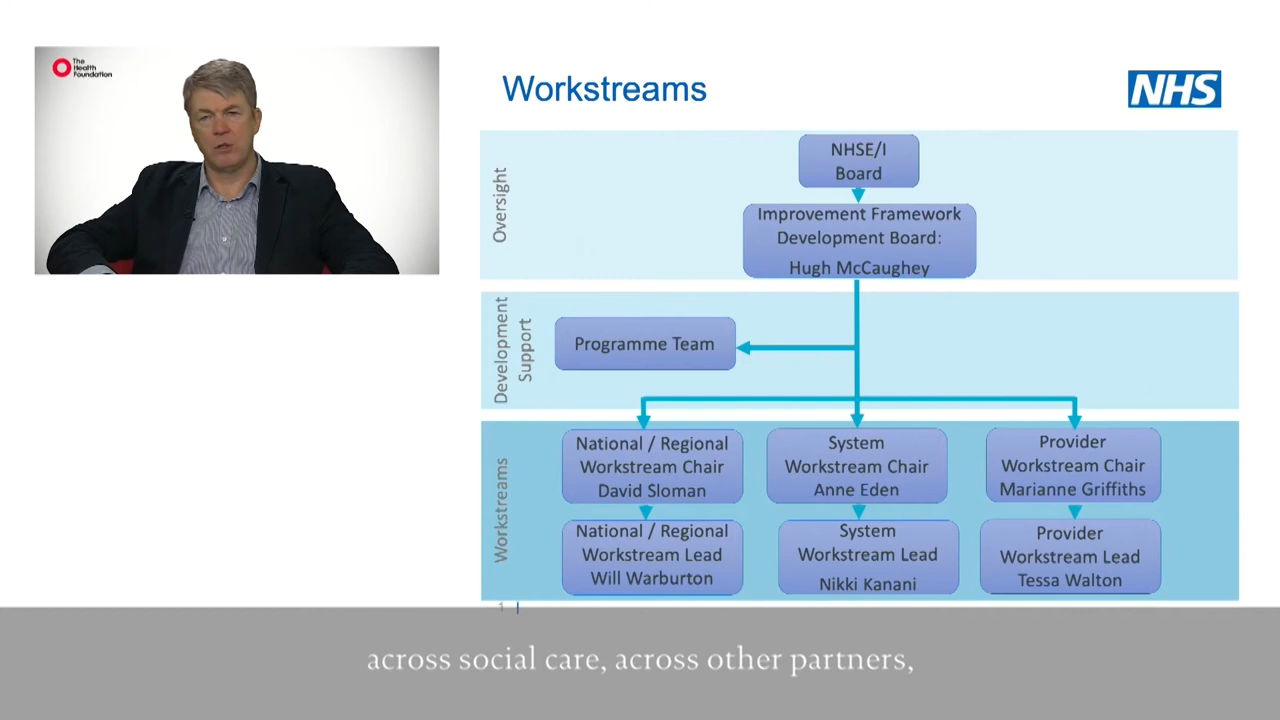 The
Health
Foundation
Workstreams
NHS
Oversight
NHSE/I
Board
Improvement Framework
Development Board:
Hugh McCaughey
Development
Support
Programme Team
Workstreams
National / Regional
Workstream Chair
David Sloman
System
Workstream Chair
Anne Eden
Provider
Workstream Chair
Marianne Griffiths
National / Regional
Workstream Lead
Will Warburton
System
Workstream Lead
Nikki Kanani
Provider
Workstream Lead
Tessa Walton
across social care, across other partners,